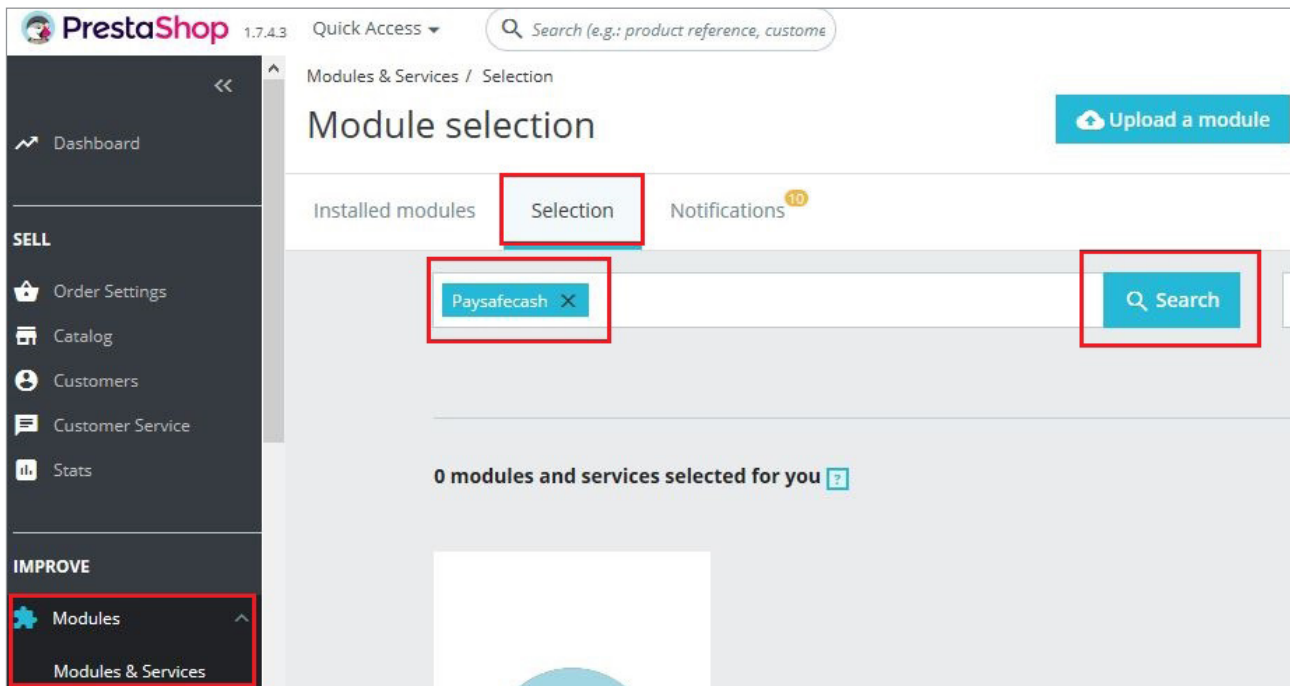 PrestaShop 1.7.4.3 Quick Access Search (e.g.: product reference, custome
Modules & Services / Selection
Module selection
Upload a module
Installed modules Selection Notifications 10
Paysafecash Search
0 modules and services selected for you ?
Dashboard
SELL
Order Settings
Catalog
Customers
Customer Service
Stats
IMPROVE
Modules
Modules & Services